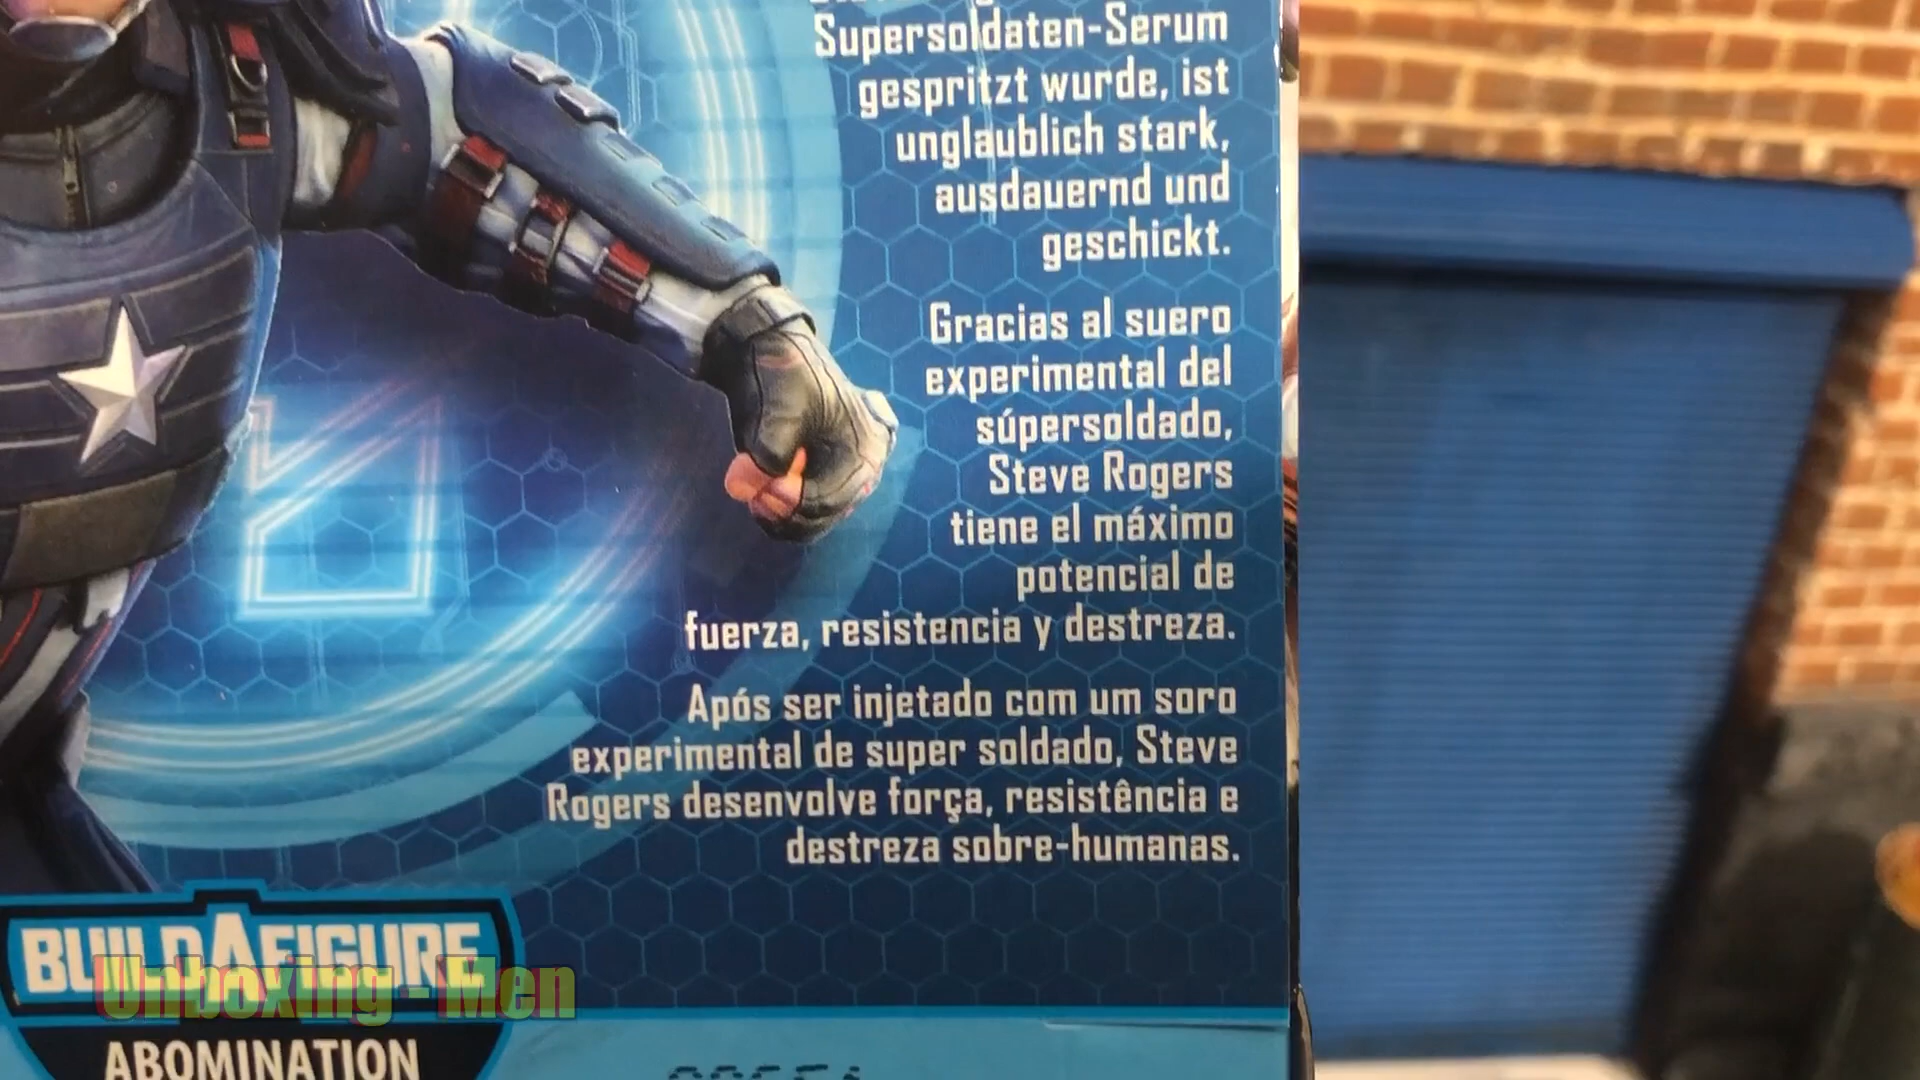 Supersoldaten-Serum
gespritzt wurde, ist
unglaublich stark,
ausdauernd und
geschickt.
Gracias al suero
experimental del
súpersoldado,
Steve Rogers
tiene el máximo
potencial de
fuerza, resistencia y destreza.
Após ser injetado com um soro
experimental de super soldado, Steve
Rogers desenvolve força, resistência e
destreza sobre-humanas.
BUILDAFIGURE
Unboxing-Men
ABOMINATION